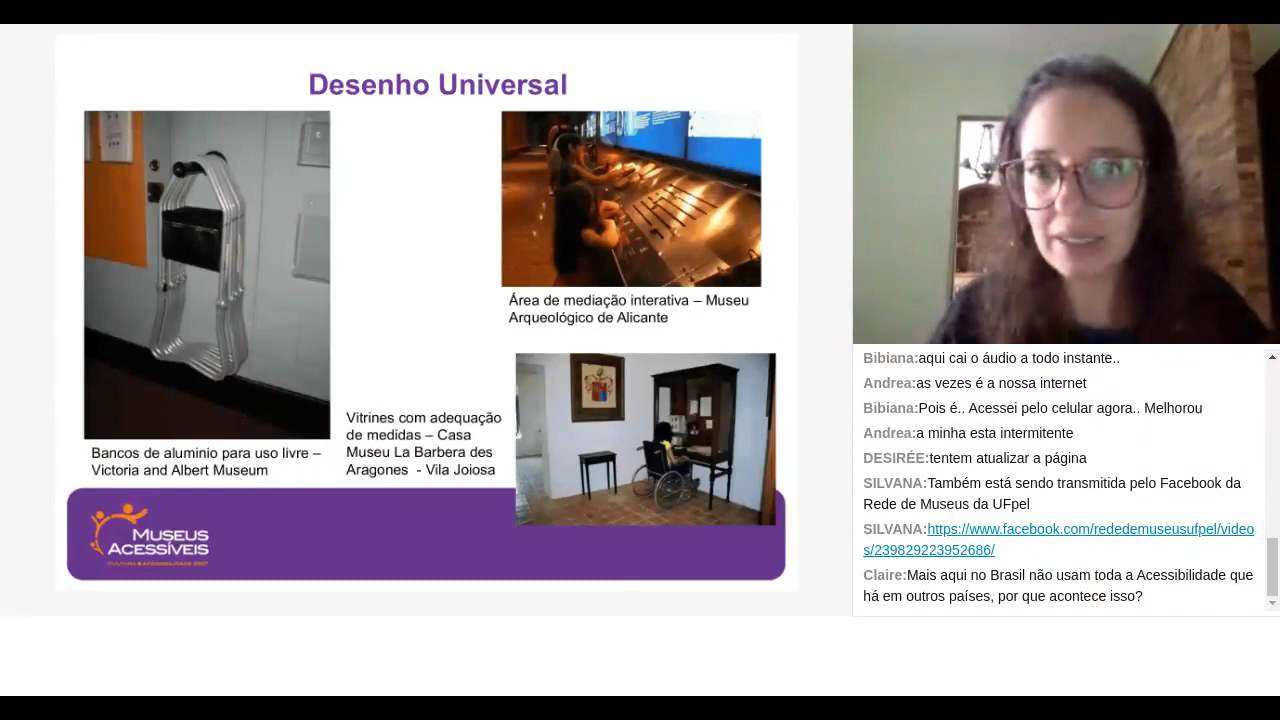 Desenho Universal
Bancos de aluminio para uso livre –
Victoria and Albert Museum
Vitrines com adequação
de medidas – Casa
Museu La Barbera des
Aragones - Vila Joiosa
Área de mediação interativa – Museu
Arqueológico de Alicante
MUSEUS
ACESSÍVEIS
Bibiana:aqui cai o áudio a todo instante..
Andrea:as vezes é a nossa internet
Bibiana:Pois é.. Acessei pelo celular agora.. Melhorou
Andrea:a minha esta intermitente
DESIRÉE:tentem atualizar a página
SILVANA:Também está sendo transmitida pelo Facebook da
Rede de Museus da UFpel
SILVANA:https://www.facebook.com/rededemuseusufpel/video
s/239829223952686/
Claire:Mais aqui no Brasil não usam toda a Acessibilidade que
há em outros países, por que acontece isso?